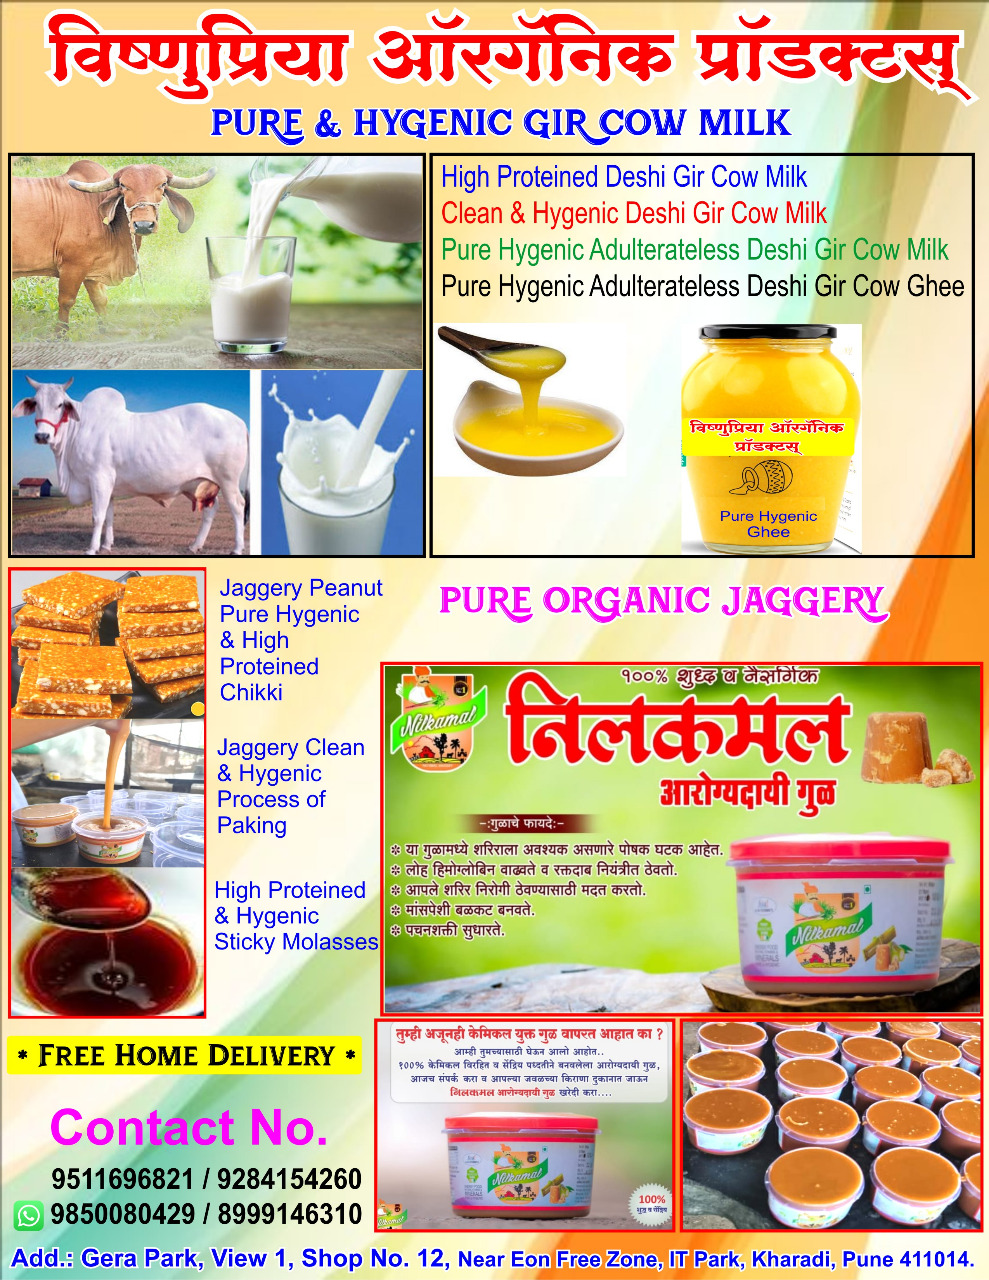 विष्णुप्रिया ऑरगॅनिक प्रॉडक्टस्
PURE & HYGENIC GIR COW MILK
High Proteined Deshi Gir Cow Milk
Clean & Hygenic Deshi Gir Cow Milk
Pure Hygenic Adulterateless Deshi Gir Cow Milk
Pure Hygenic Adulterateless Deshi Gir Cow Ghee
विष्णुप्रिया ऑरगॅनिक
प्रॉडक्टस्
Pure Hygenic
Ghee
Jaggery Peanut
Pure Hygenic
& High
Proteined
Chikki
Jaggery Clean
& Hygenic
Process of
Paking
High Proteined
& Hygenic
Sticky Molasses
PURE ORGANIC JAGGERY
१००% शुध्द व नैसर्गिक
Nilkamal
निलकमल
आरोग्यदायी गुळ
-:गुळाचे फायदे:-
* या गुळामध्ये शरिराला अवश्यक असणारे पोषक घटक आहेत.
* लोह हिमोग्लोबिन वाढवते व रक्तदाब नियंत्रीत ठेवतो.
* आपले शरिर निरोगी ठेवण्यासाठी मदत करतो.
* मांसपेशी बळकट बनवते.
* पचनशक्ती सुधारते.
Nilkamal
MINERALS
तुम्ही अजूनही केमिकल युक्त गुळ वापरत आहात का ?
आम्ही तुमच्यासाठी घेऊन आलो आहोत..
१००% केमिकल विरहित व सेंद्रिय पध्दतीने बनवलेला आरोग्यदायी गुळ,
आजच संपर्क करा व आपल्या जवळच्या किराणा दुकानात जाऊन
निलकमल आरोग्यदायी गुळ खरेदी करा....
Nilkamal
100%
शुद्ध व सेंद्रिय
Nilkamal
* FREE HOME DELIVERY *
Contact No.
9511696821 / 9284154260
9850080429 / 8999146310
Add.: Gera Park, View 1, Shop No. 12, Near Eon Free Zone, IT Park, Kharadi, Pune 411014.